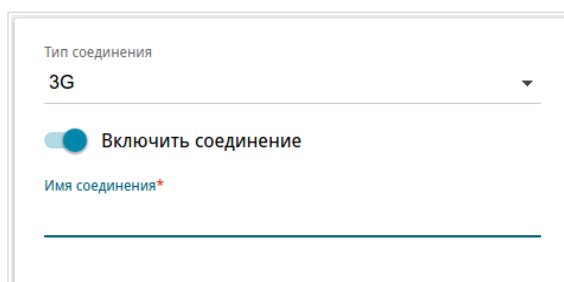 Тип соединения
3G
Включить соединение
Имя соединения*